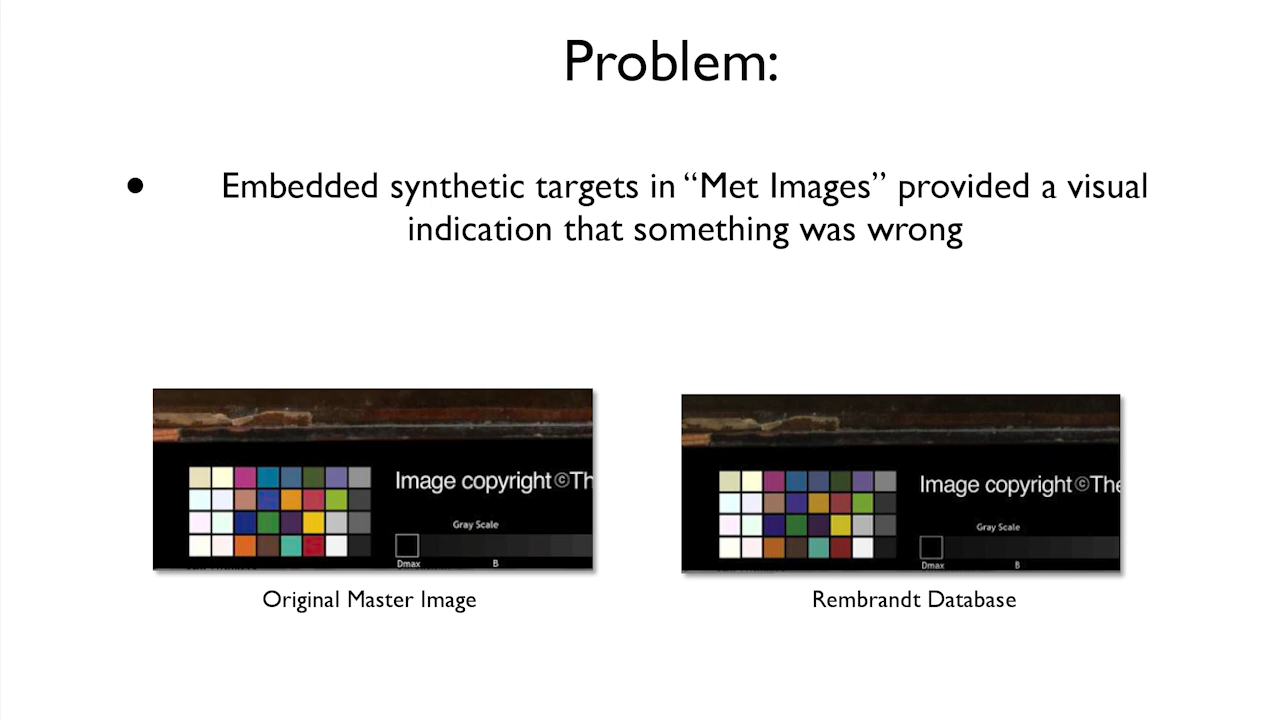 Problem:
• Embedded synthetic targets in “Met Images” provided a visual
indication that something was wrong
Image copyright ©Th
Gray Scale
Dmax B
Original Master Image
Image copyright ©The
Gray Scale
Dmax B
Rembrandt Database